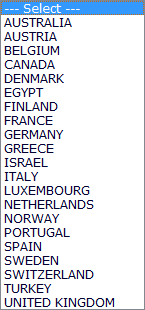 --- Select ---
AUSTRALIA
AUSTRIA
BELGIUM
CANADA
DENMARK
EGYPT
FINLAND
FRANCE
GERMANY
GREECE
ISRAEL
ITALY
LUXEMBOURG
NETHERLANDS
NORWAY
PORTUGAL
SPAIN
SWEDEN
SWITZERLAND
TURKEY
UNITED KINGDOM